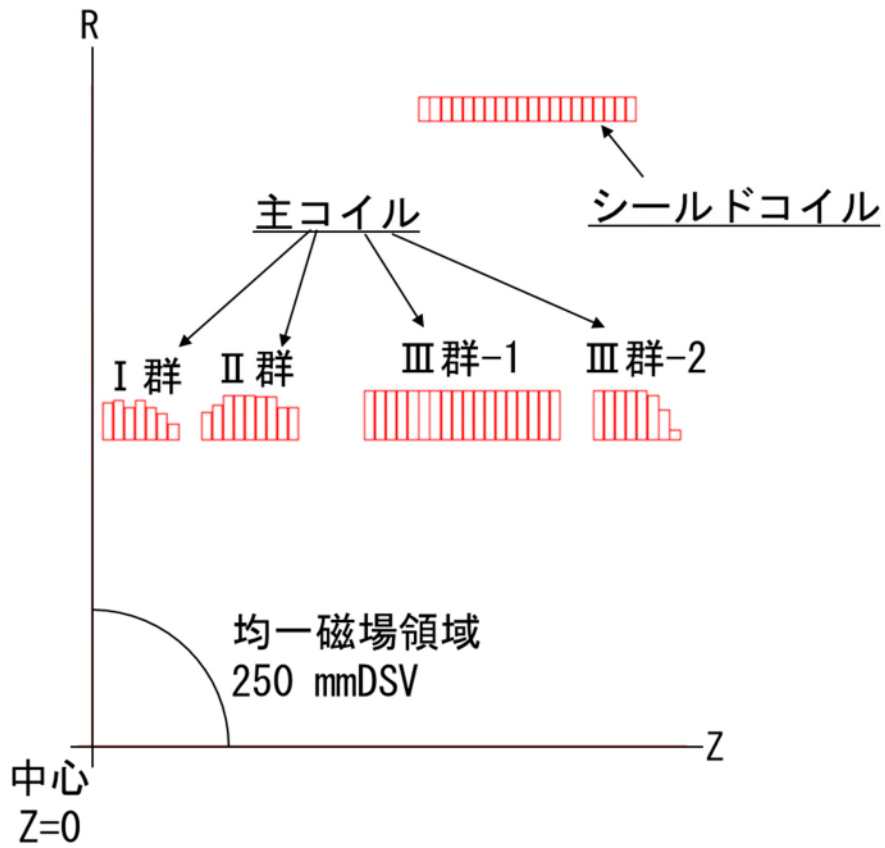 R
シールドコイル
主コイル
Ⅰ群
Ⅱ群
Ⅲ群-1
Ⅲ群-2
均一磁場領域
250 mmDSV
Z
中心
Z=0